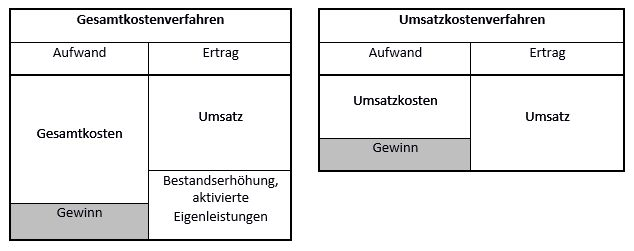 Gesamtkostenverfahren
Aufwand Ertrag
Gesamtkosten
Umsatz
Gewinn
Bestandserhöhung,
aktivierte
Eigenleistungen
Umsatzkostenverfahren
Aufwand Ertrag
Umsatzkosten
Umsatz
Gewinn